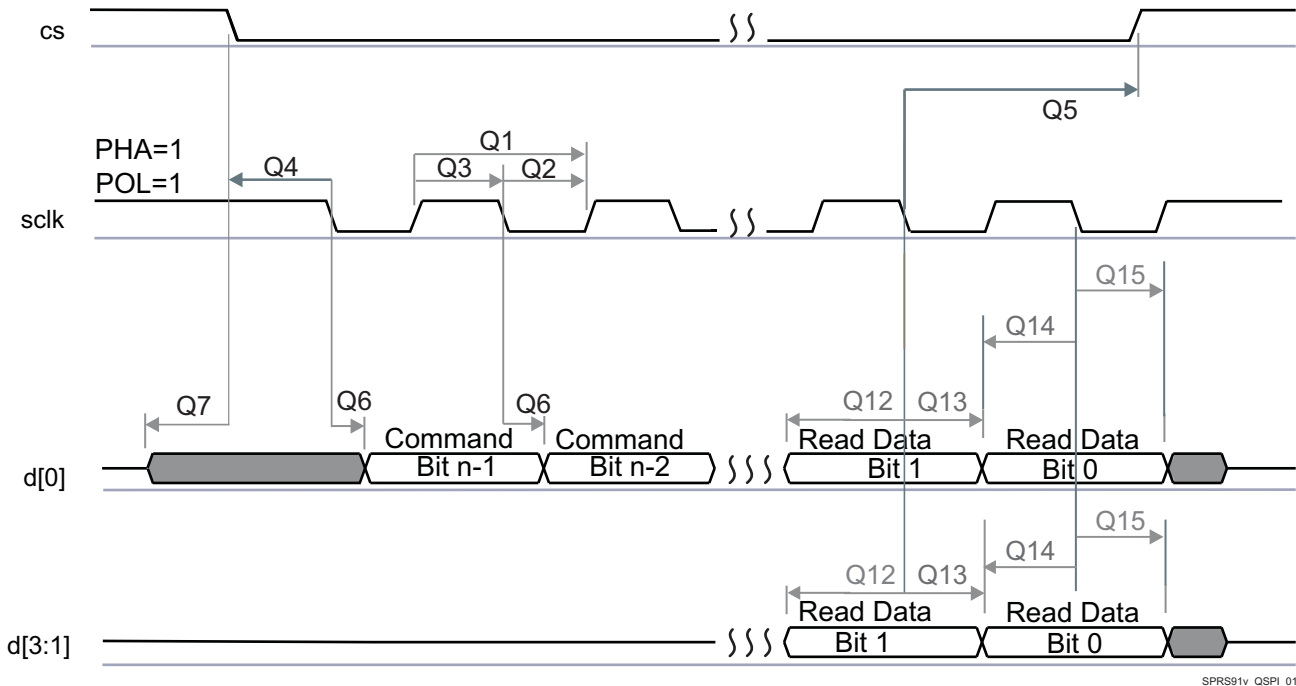 cs
Q5
PHA=1
POL=1
Q4
Q1
Q3
Q2
sclk
Q15
Q14
Q7
Q6
Q6
Q12
Q13
Command
Command
Read Data
Read Data
d[0]
Bit n-1
Bit n-2
Bit 1
Bit 0
Q15
Q14
Q12
Q13
Read Data
Read Data
d[3:1]
Bit 1
Bit 0
SPRS91v_QSPI_01